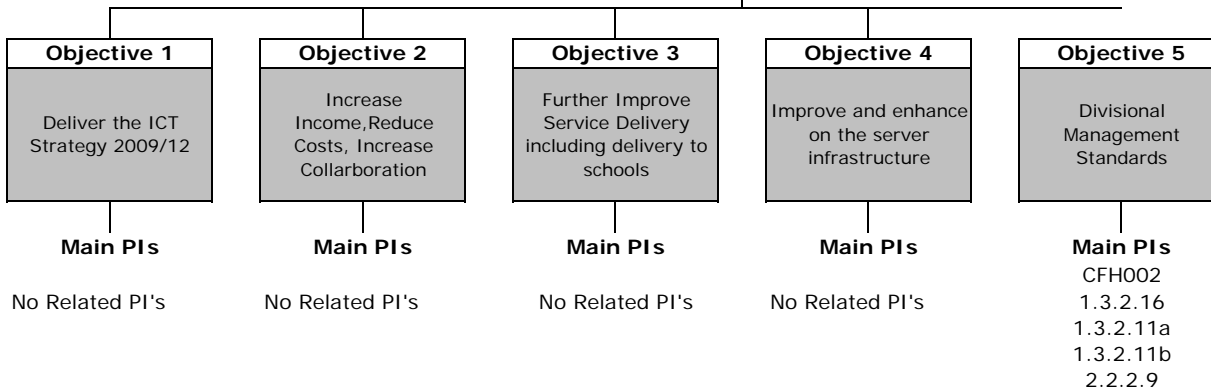 Objective 1
Deliver the ICT
Strategy 2009/12
Main PIs
No Related PI's
Objective 2
Increase
Income,Reduce
Costs, Increase
Collarboration
Main PIs
No Related PI's
Objective 3
Further Improve
Service Delivery
including delivery to
schools
Main PIs
No Related PI's
Objective 4
Improve and enhance
on the server
infrastructure
Main PIs
No Related PI's
Objective 5
Divisional
Management
Standards
Main PIs
CFH002
1.3.2.16
1.3.2.11a
1.3.2.11b
2.2.2.9